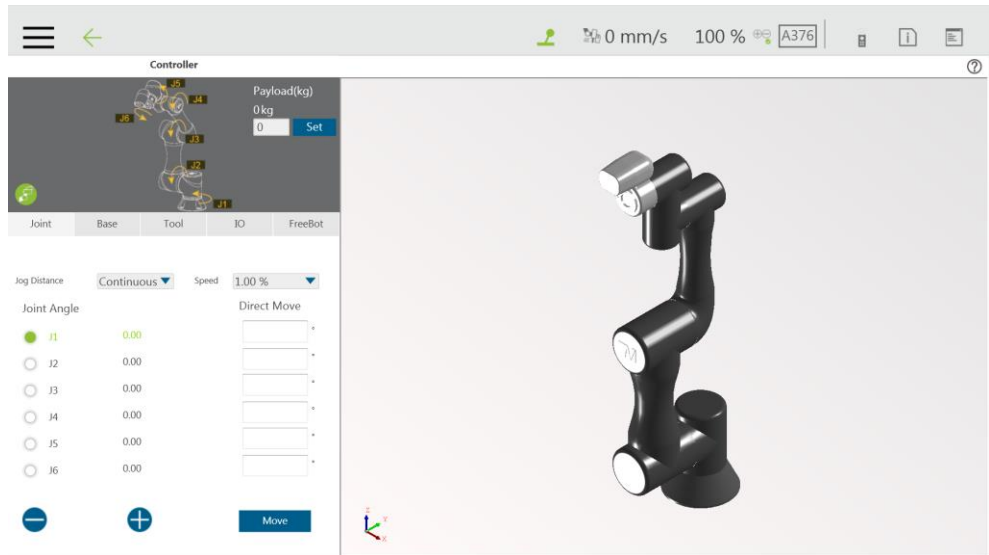 0 mm/s 100 % A376
Controller
J5
J4
J6
J3
J2
J1
Payload(kg)
0kg
0 Set
Joint Base Tool IO FreeBot
Jog Distance Continuous Speed 1.00 %
Joint Angle Direct Move
J1 0.00 °
J2 0.00 °
J3 0.00 °
J4 0.00 °
J5 0.00 °
J6 0.00 °
Move
TM
Z
Y
X